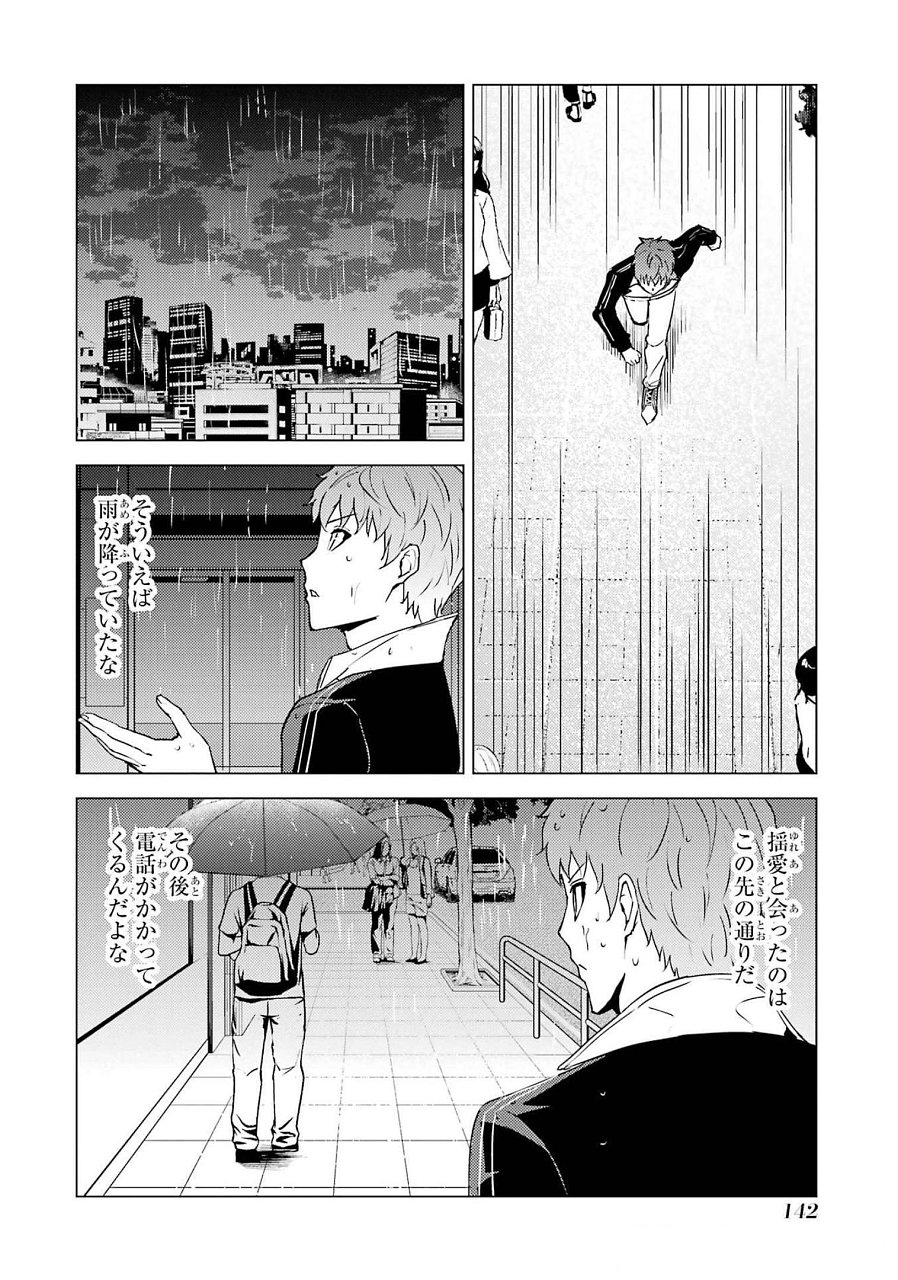 そういえば
雨が降っていたな
揺愛と会ったのは
この先の通りだ
その後
電話がかかって
くるんだよな
142